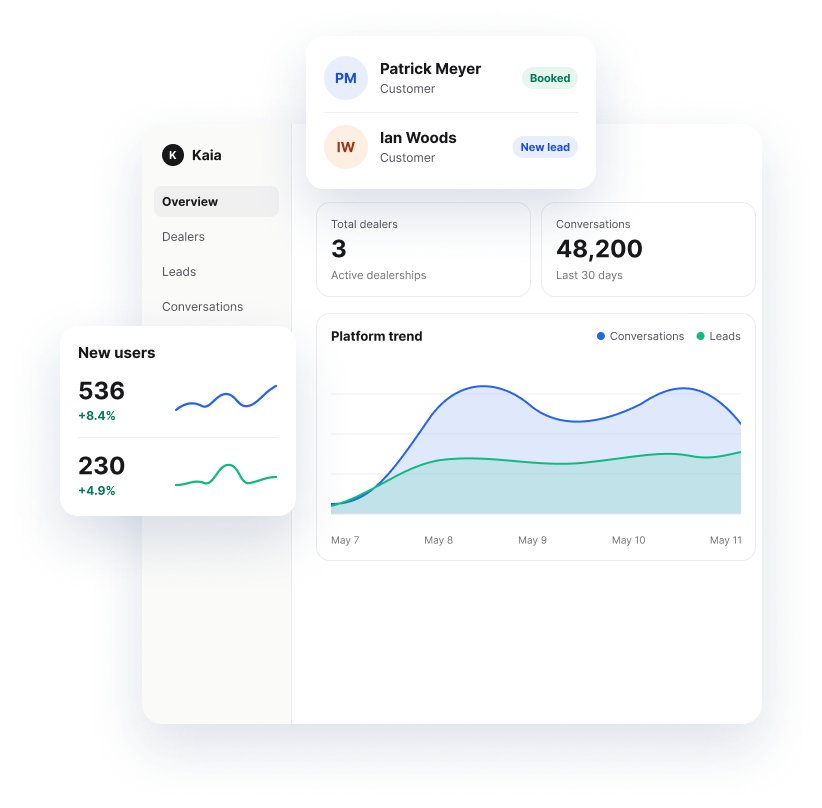 PM
Patrick Meyer
Customer
Booked
IW
Ian Woods
Customer
New lead
K
Kaia
Overview
Dealers
Leads
Conversations
New users
536
+8.4%
230
+4.9%
Total dealers
3
Active dealerships
Conversations
48,200
Last 30 days
Platform trend
Conversations
Leads
May 7
May 8
May 9
May 10
May 11